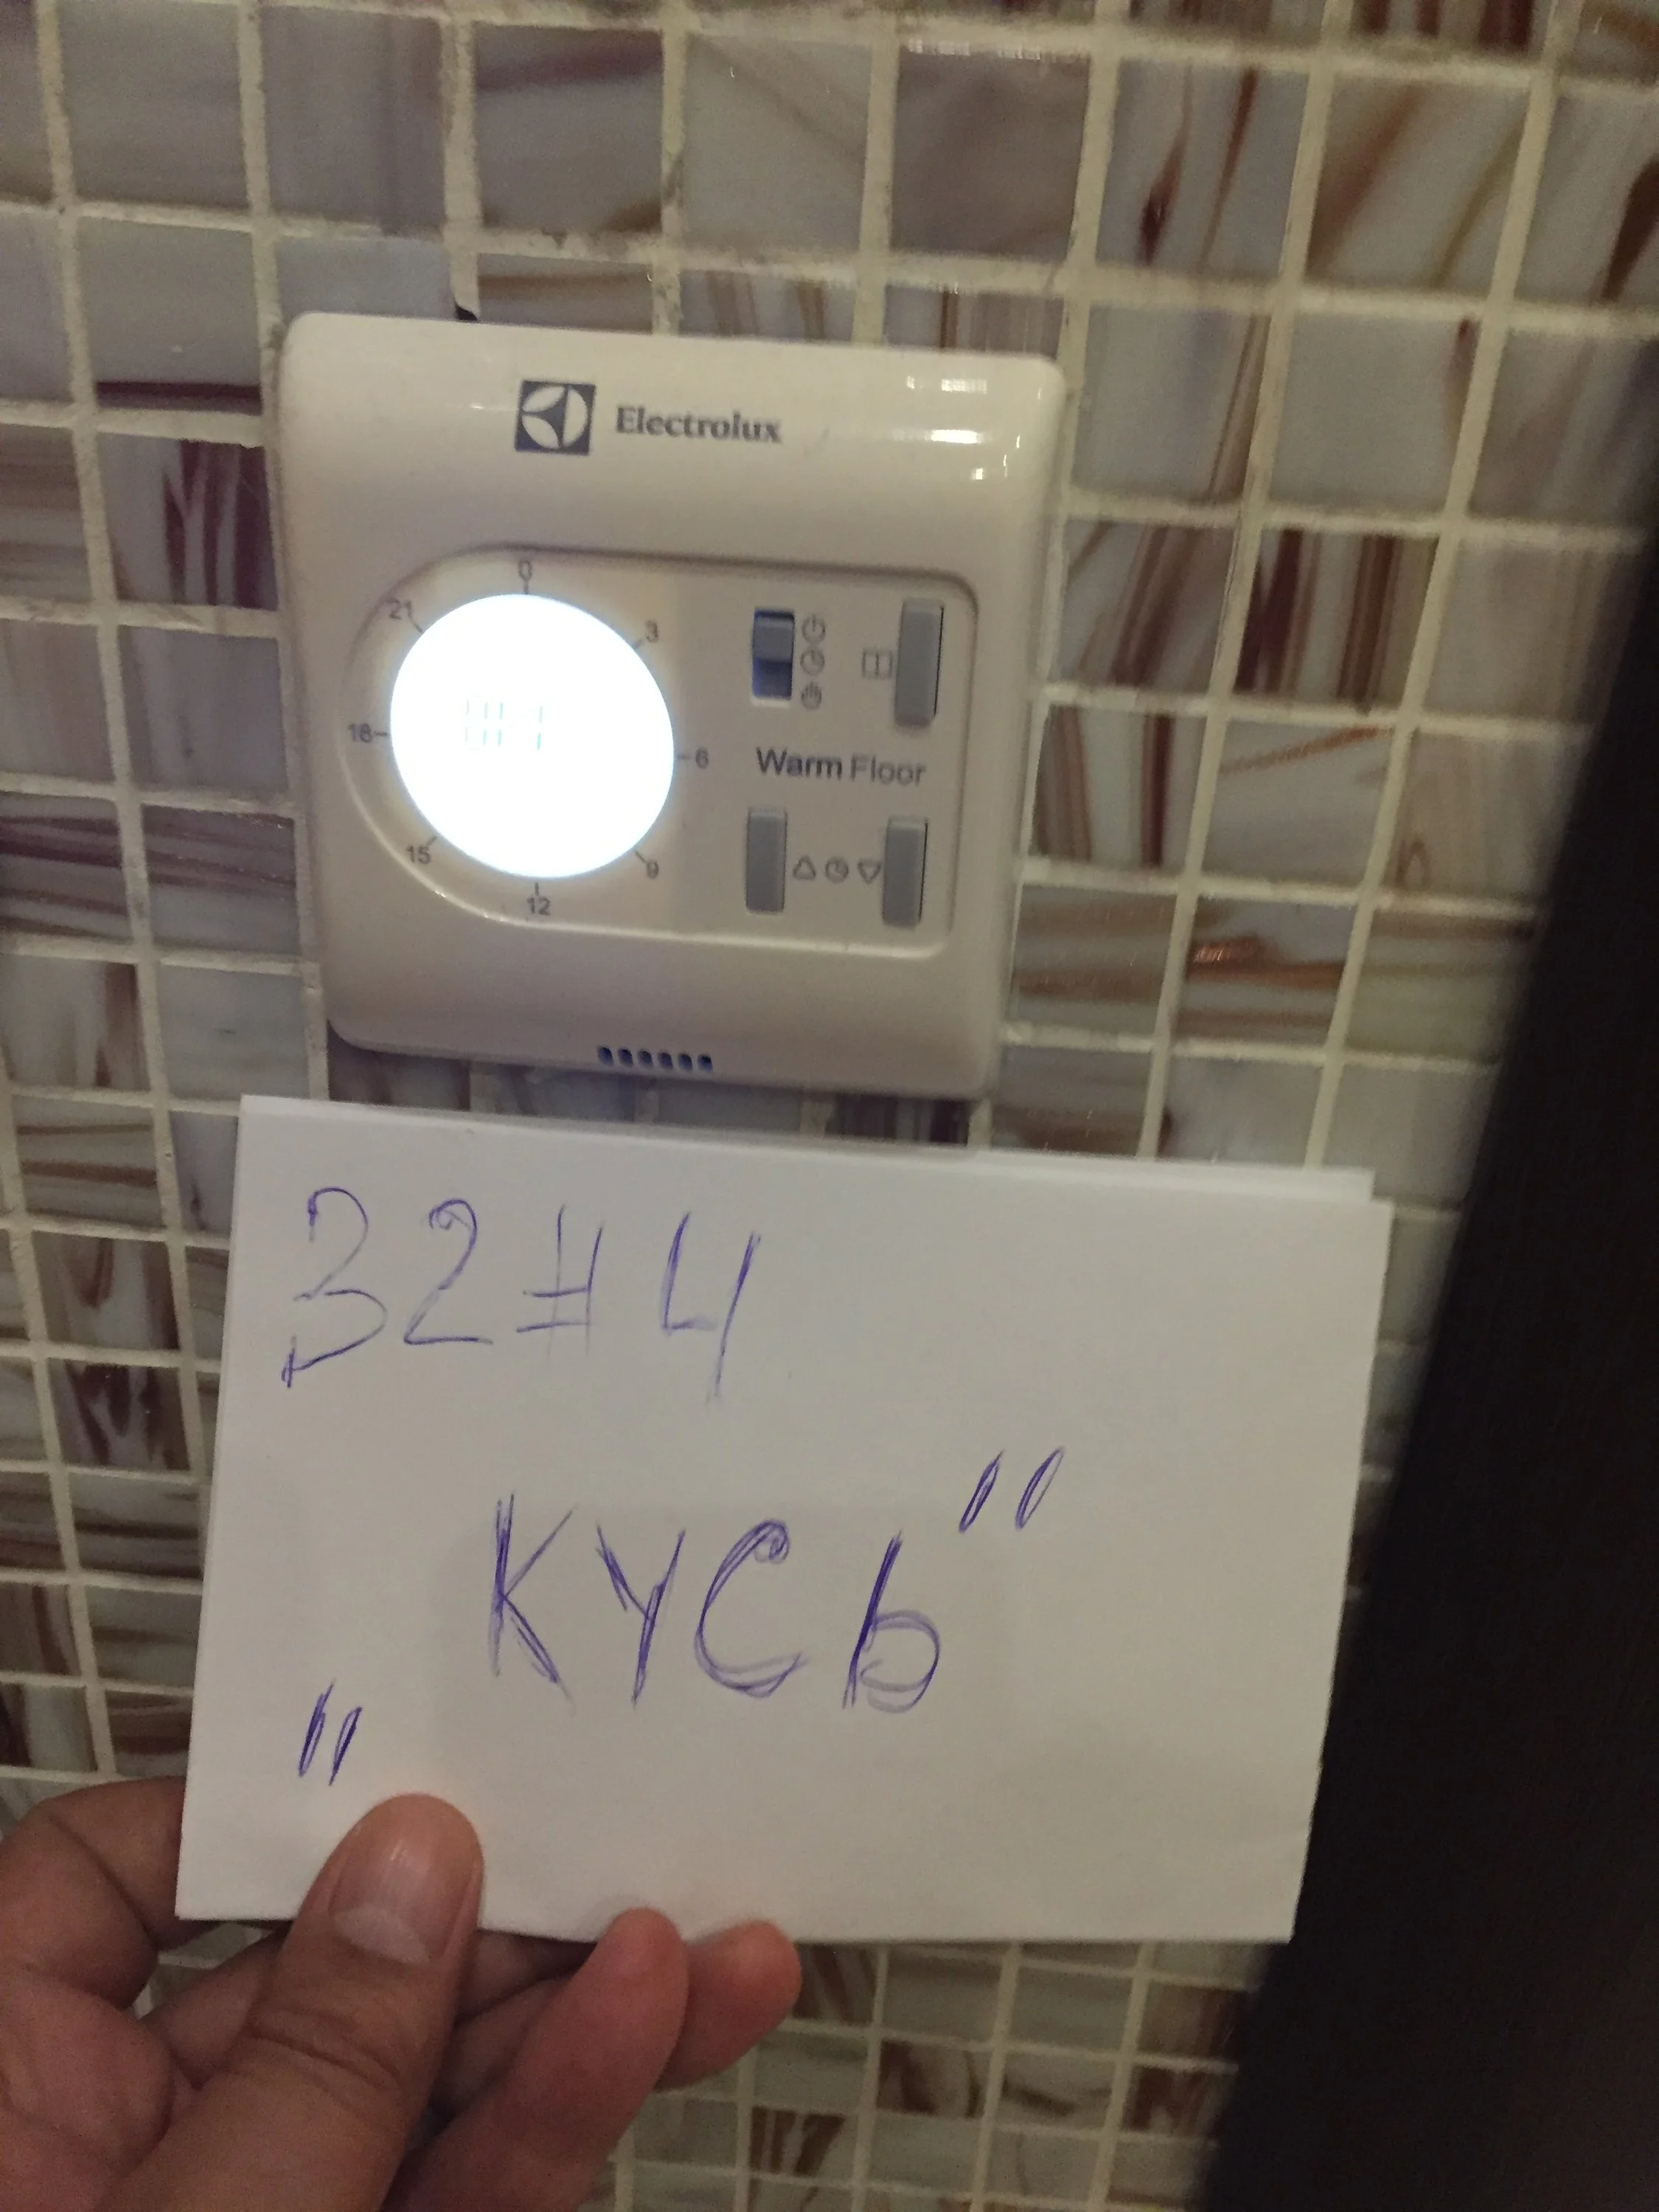 Electrolux
0
21 3
18 6
15 9
12
Warm Floor
32#4
„КУСЬ"